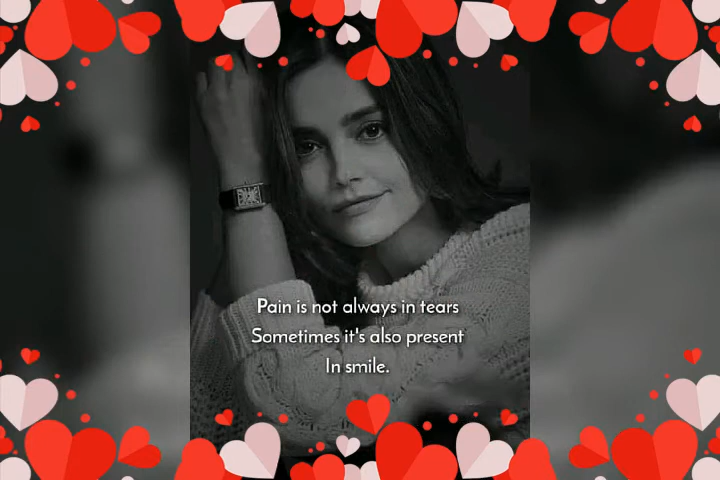 Pain is not always in tears
Sometimes it's also present
In smile.